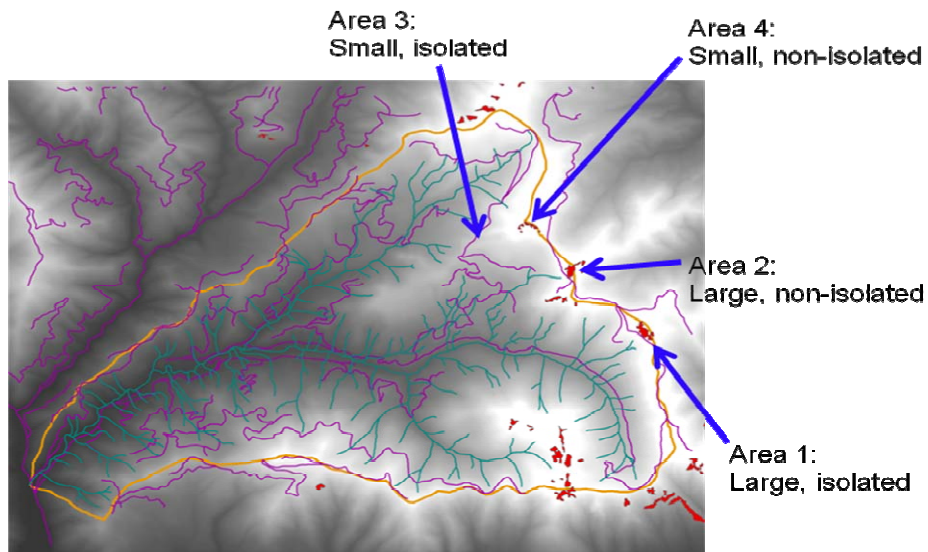 Area 3:
Small, isolated
Area 4:
Small, non-isolated
Area 2:
Large, non-isolated
Area 1:
Large, isolated